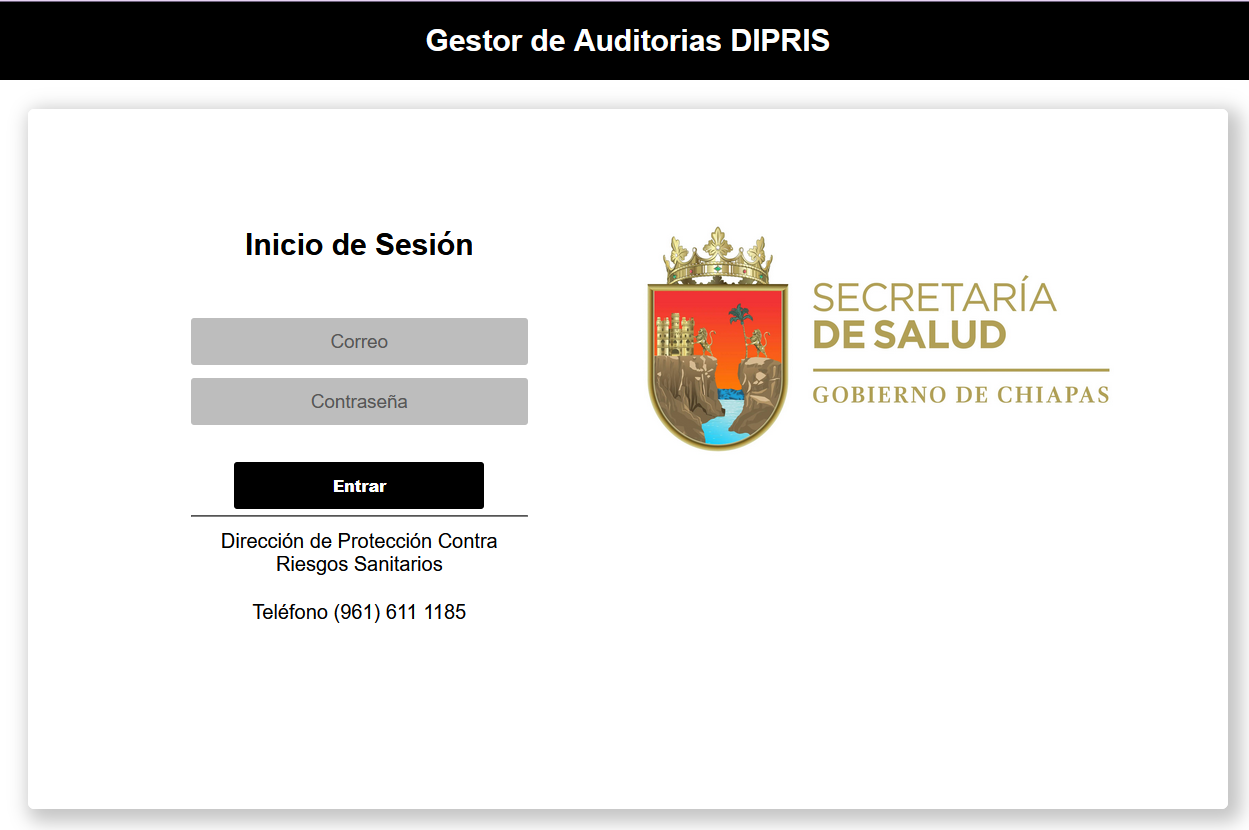 Gestor de Auditorias DIPRIS
Inicio de Sesión
Correo
Contraseña
Entrar
Dirección de Protección Contra
Riesgos Sanitarios
Teléfono (961) 611 1185
SECRETARÍA
DE SALUD
GOBIERNO DE CHIAPAS